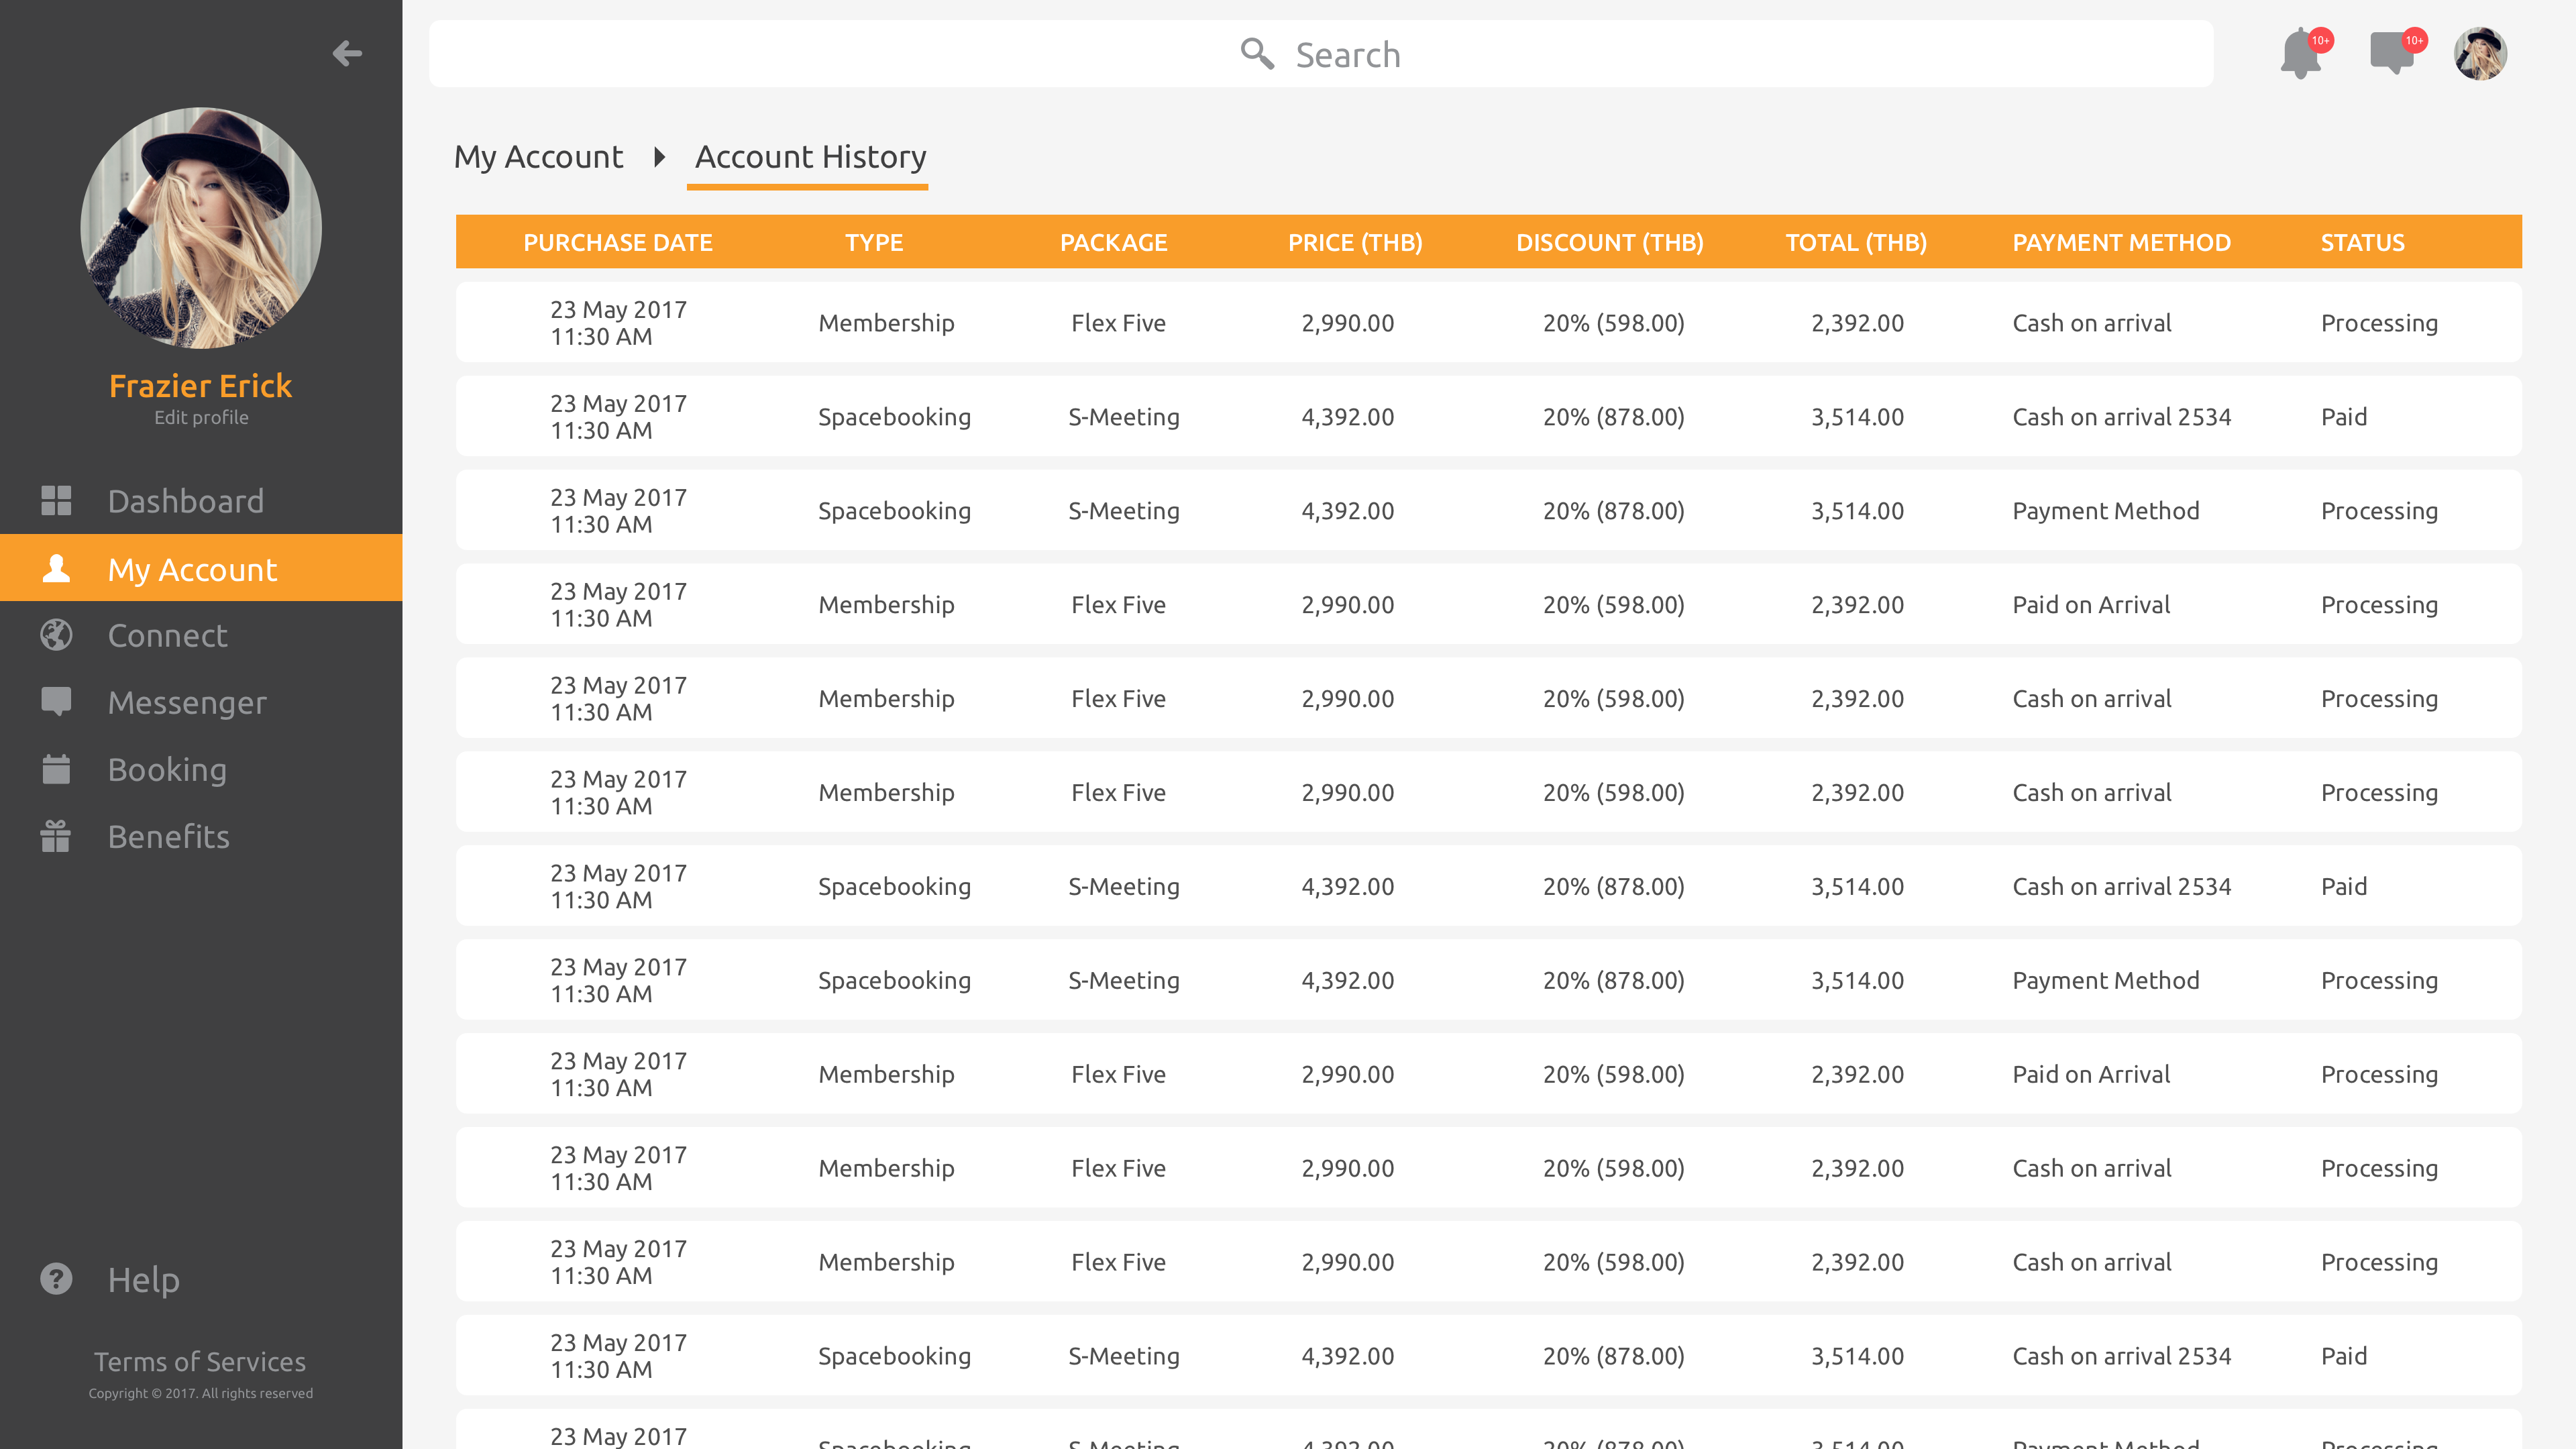 Search
10+
10+
Frazier Erick
Edit profile
Dashboard
My Account
Connect
Messenger
Booking
Benefits
Help
Terms of Services
Copyright © 2017. All rights reserved
My Account Account History
PURCHASE DATE TYPE PACKAGE PRICE (THB) DISCOUNT (THB) TOTAL (THB) PAYMENT METHOD STATUS
23 May 2017
11:30 AM Membership Flex Five 2,990.00 20% (598.00) 2,392.00 Cash on arrival Processing
23 May 2017
11:30 AM Spacebooking S-Meeting 4,392.00 20% (878.00) 3,514.00 Cash on arrival 2534 Paid
23 May 2017
11:30 AM Spacebooking S-Meeting 4,392.00 20% (878.00) 3,514.00 Payment Method Processing
23 May 2017
11:30 AM Membership Flex Five 2,990.00 20% (598.00) 2,392.00 Paid on Arrival Processing
23 May 2017
11:30 AM Membership Flex Five 2,990.00 20% (598.00) 2,392.00 Cash on arrival Processing
23 May 2017
11:30 AM Membership Flex Five 2,990.00 20% (598.00) 2,392.00 Cash on arrival Processing
23 May 2017
11:30 AM Spacebooking S-Meeting 4,392.00 20% (878.00) 3,514.00 Cash on arrival 2534 Paid
23 May 2017
11:30 AM Spacebooking S-Meeting 4,392.00 20% (878.00) 3,514.00 Payment Method Processing
23 May 2017
11:30 AM Membership Flex Five 2,990.00 20% (598.00) 2,392.00 Paid on Arrival Processing
23 May 2017
11:30 AM Membership Flex Five 2,990.00 20% (598.00) 2,392.00 Cash on arrival Processing
23 May 2017
11:30 AM Membership Flex Five 2,990.00 20% (598.00) 2,392.00 Cash on arrival Processing
23 May 2017
11:30 AM Spacebooking S-Meeting 4,392.00 20% (878.00) 3,514.00 Cash on arrival 2534 Paid
23 May 2017
Spacebooking S-Meeting 4,392.00 20% (878.00) 3,514.00 Payment Method Processing